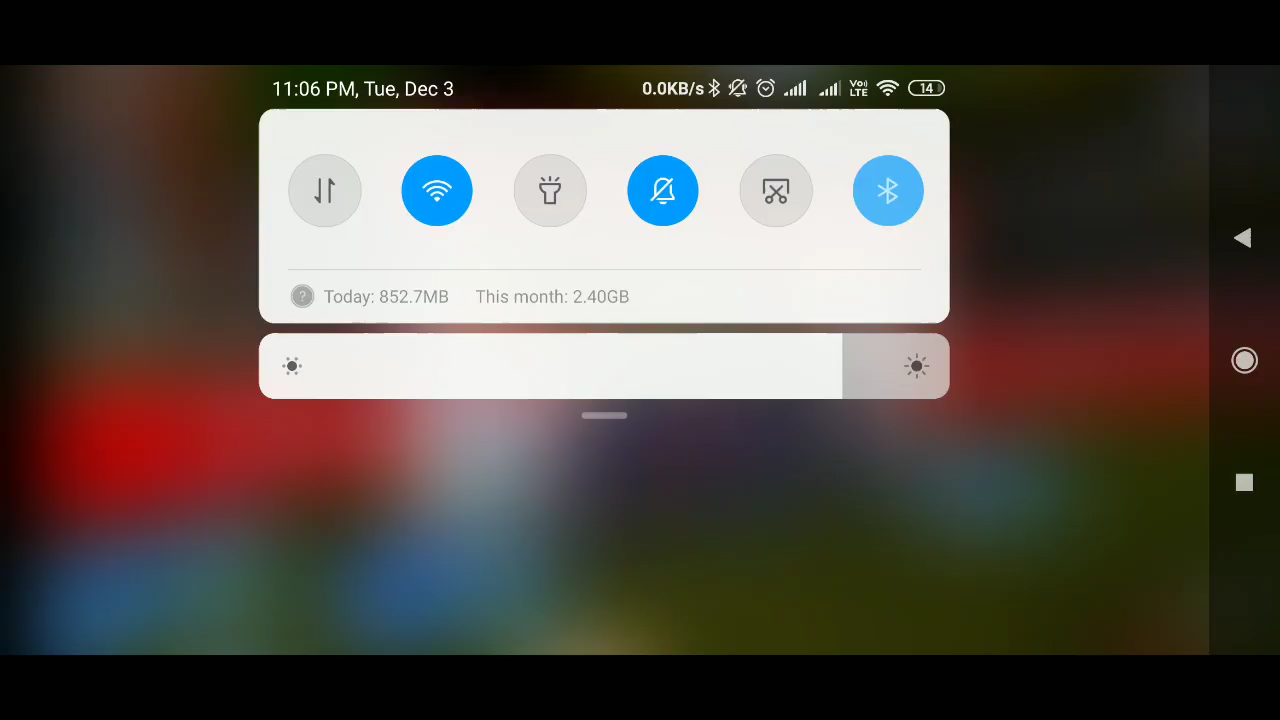 11:06 PM, Tue, Dec 3 0.0KB/s Vo)) LTE 14
Today: 852.7MB This month: 2.40GB